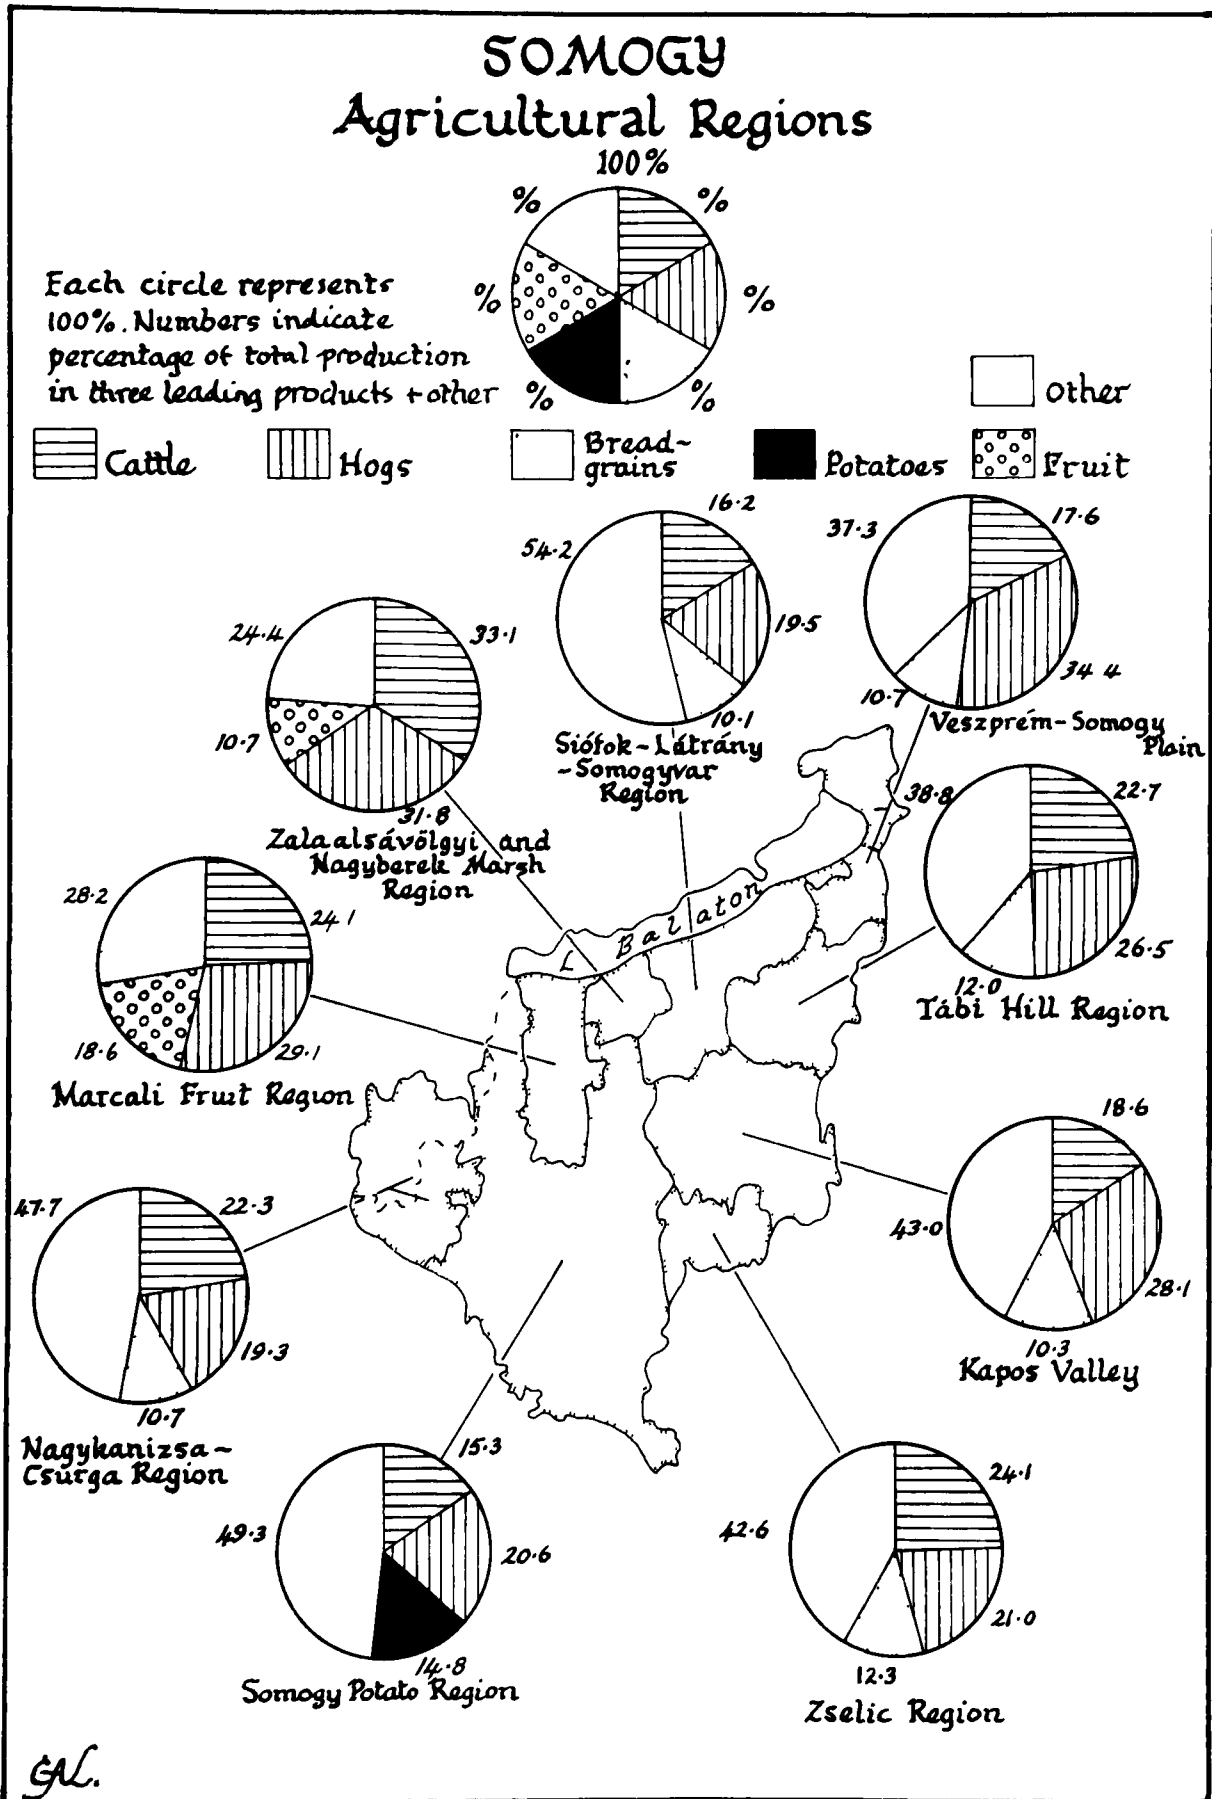 SOMOGY
Agricultural Regions
100%
% %
% %
% %
Each circle represents
100%. Numbers indicate
percentage of total production
in three leading products + other
Other
Cattle
Hogs
Bread-
grains
Potatoes
Fruit
16.2
54.2
19.5
10.1
Siófok-Látrány
-Somogyvar
Region
37.3
17.6
34 4
10.7
Veszprém-Somogy
Plain
24.4
33.1
10.7
31.8
Zalaalsávölgyi and
Nagyberek Marsh
Region
38.8
22.7
26.5
12.0
Tábi Hill Region
L. Balaton
28.2
24.1
18.6
29.1
Marcali Fruit Region
18.6
43.0
28.1
10.3
Kapos Valley
47.7
22.3
19.3
10.7
Nagykanizsa-
Csurga Region
15.3
49.3
20.6
14.8
Somogy Potato Region
24.1
42.6
21.0
12.3
Zselic Region
GAL.